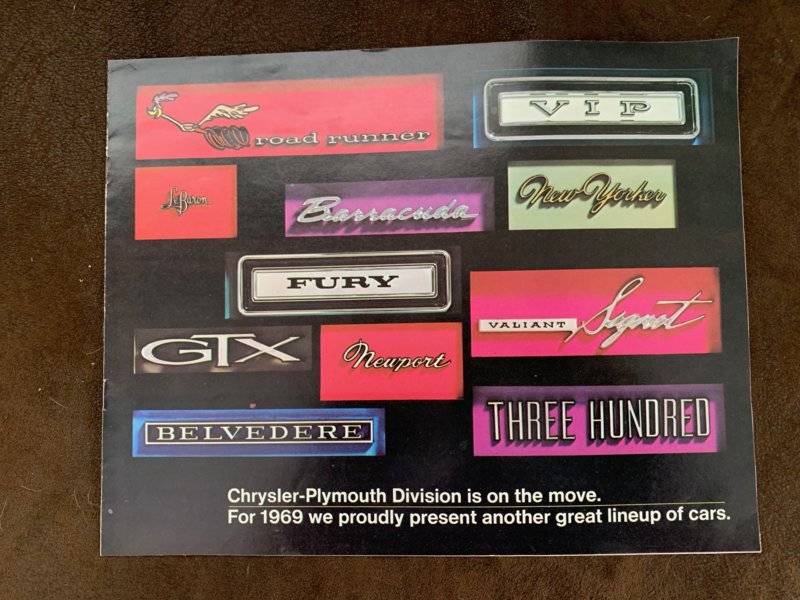 road runner
VIP
LeBaron
Barracuda
New Yorker
FURY
VALIANT Signet
GTX
Newport
BELVEDERE
THREE HUNDRED
Chrysler-Plymouth Division is on the move.
For 1969 we proudly present another great lineup of cars.